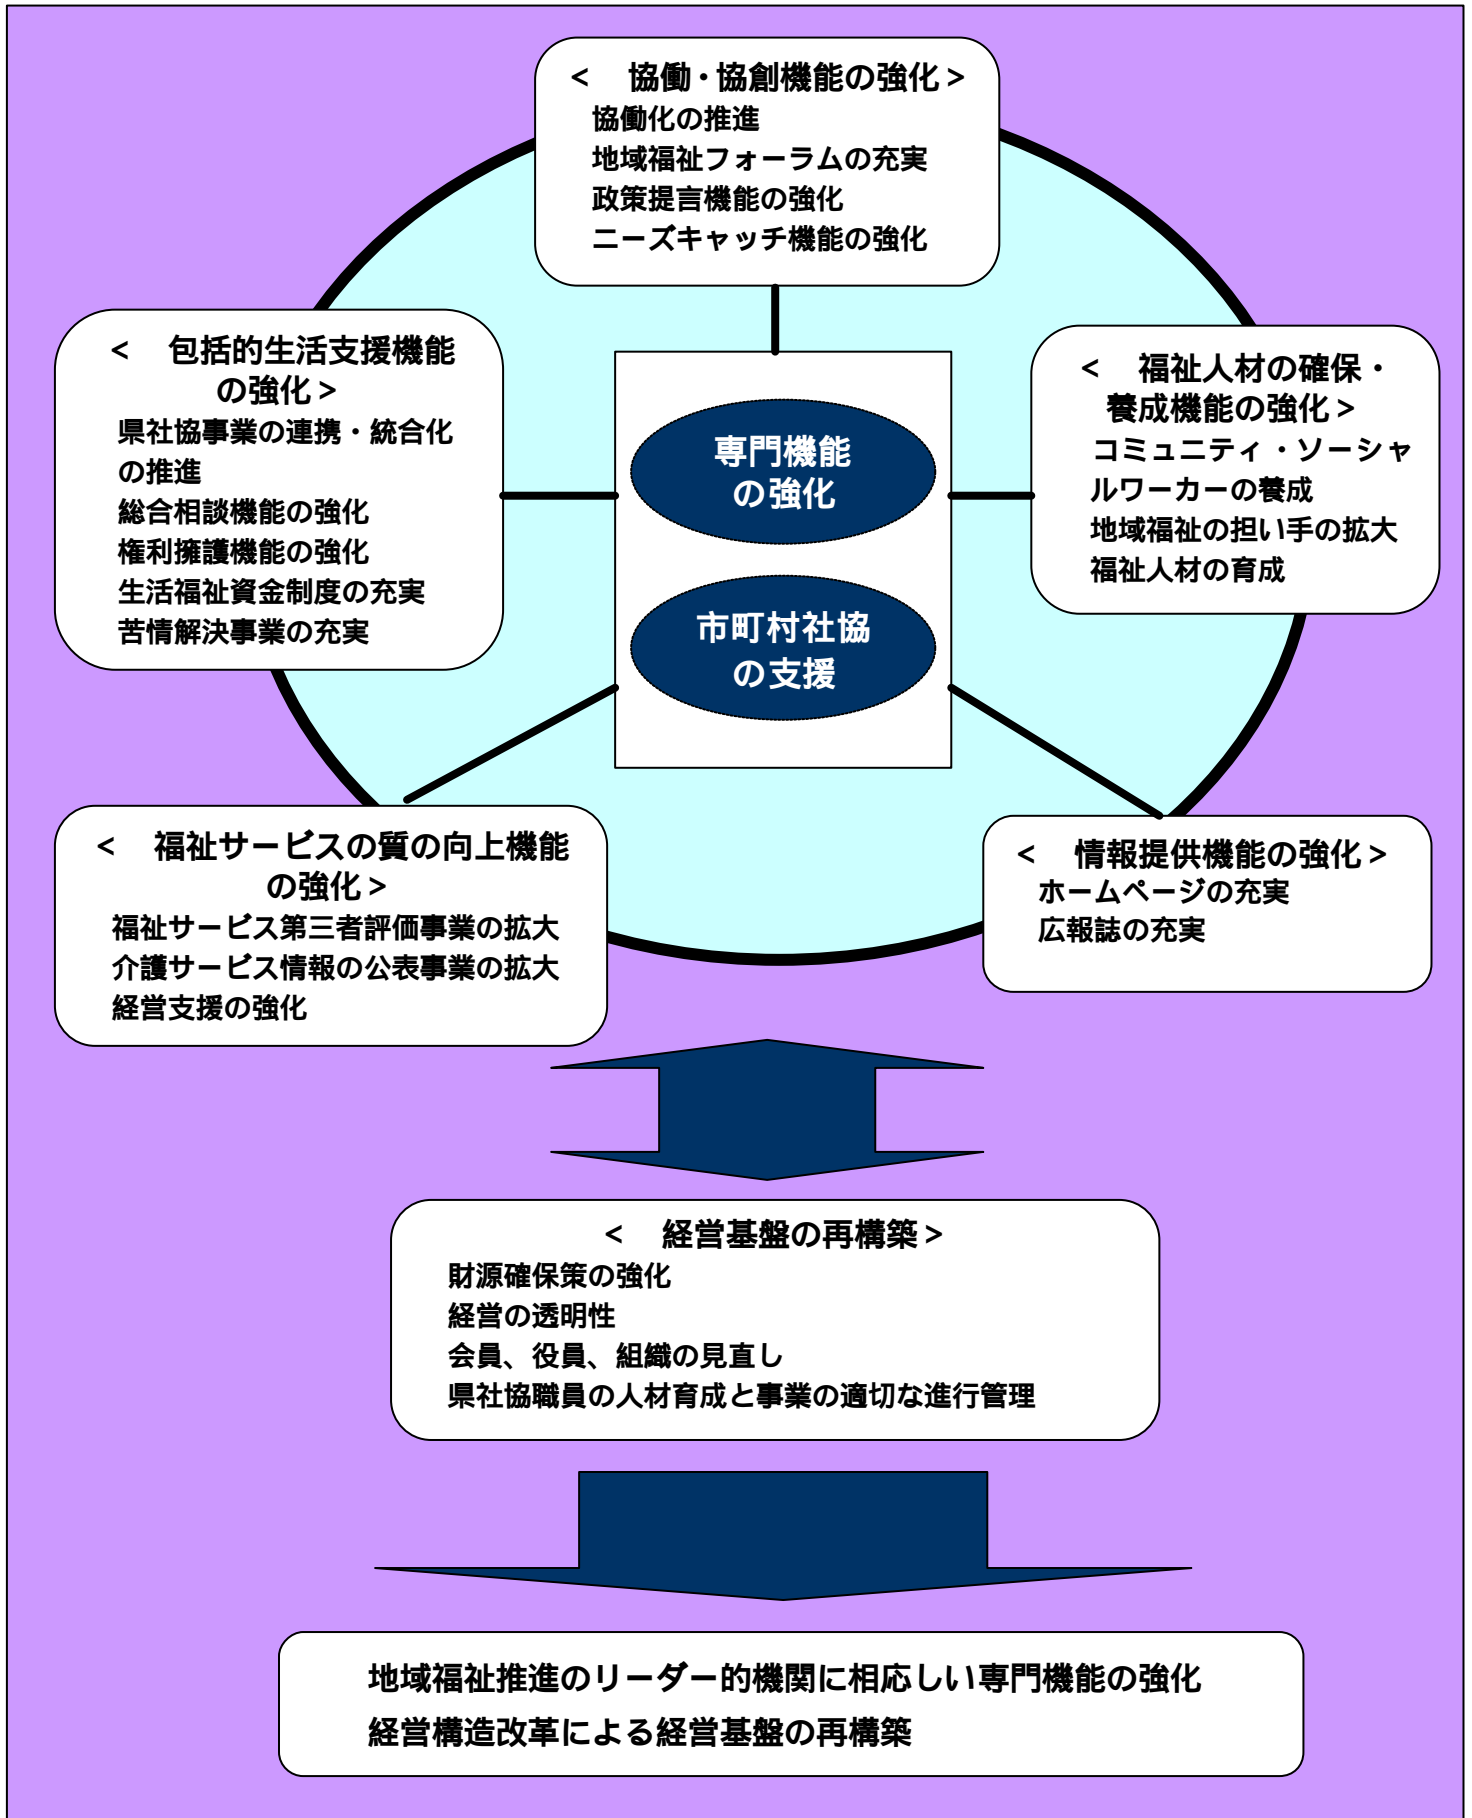 <　協働・協創機能の強化>
協働化の推進
地域福祉フォーラムの充実
政策提言機能の強化
ニーズキャッチ機能の強化
<　包括的生活支援機能
の強化>
県社協事業の連携・統合化
の推進
総合相談機能の強化
権利擁護機能の強化
生活福祉資金制度の充実
苦情解決事業の充実
専門機能
の強化
市町村社協
の支援
<　福祉人材の確保・
養成機能の強化>
コミュニティ・ソーシャ
ルワーカーの養成
地域福祉の担い手の拡大
福祉人材の育成
<　福祉サービスの質の向上機能
の強化>
福祉サービス第三者評価事業の拡大
介護サービス情報の公表事業の拡大
経営支援の強化
<　情報提供機能の強化>
ホームページの充実
広報誌の充実
<　経営基盤の再構築>
財源確保策の強化
経営の透明性
会員、役員、組織の見直し
県社協職員の人材育成と事業の適切な進行管理
地域福祉推進のリーダー的機関に相応しい専門機能の強化
経営構造改革による経営基盤の再構築